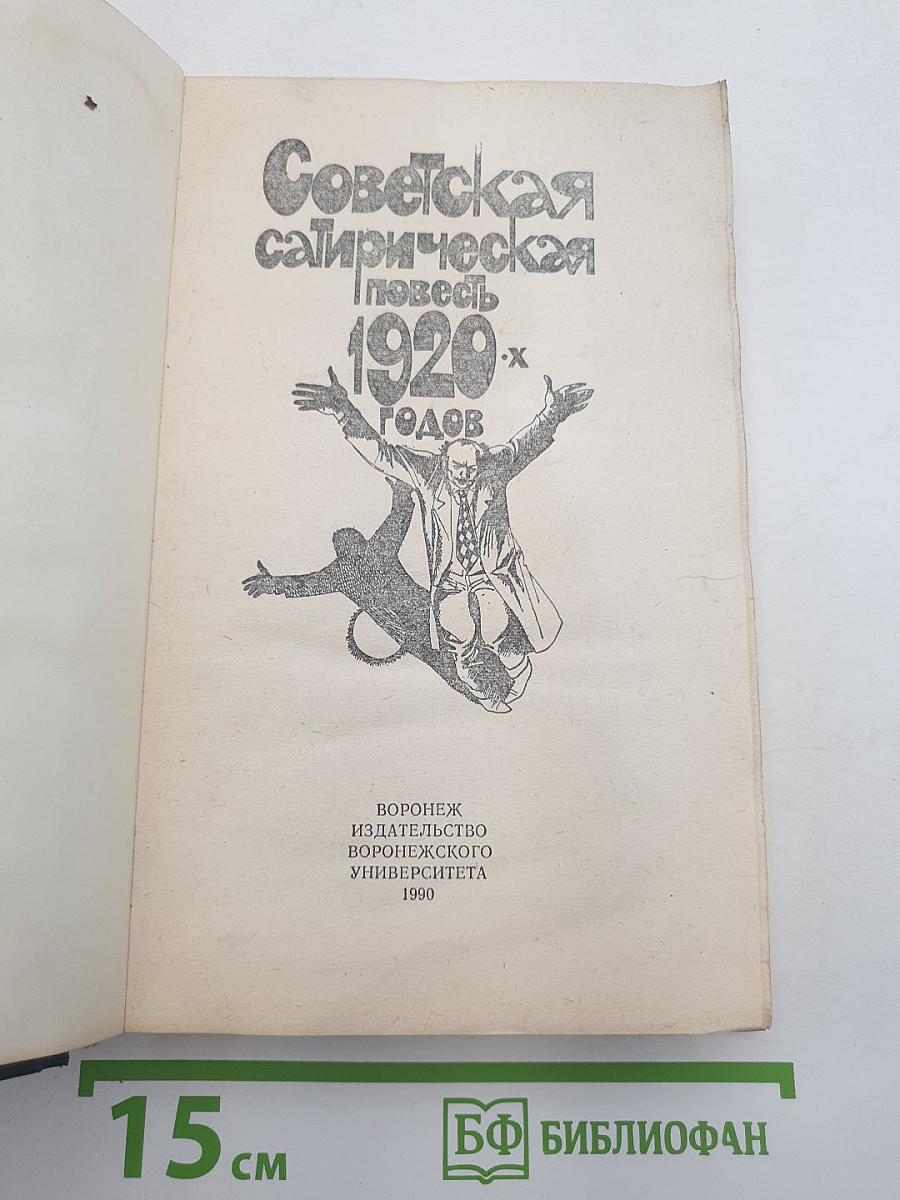 Советская
сатирическая
повесть
1920-х
годов
ВОРОНЕЖ
ИЗДАТЕЛЬСТВО
ВОРОНЕЖСКОГО
УНИВЕРСИТЕТА
1990
15 см
БФ БИБЛИОФАН